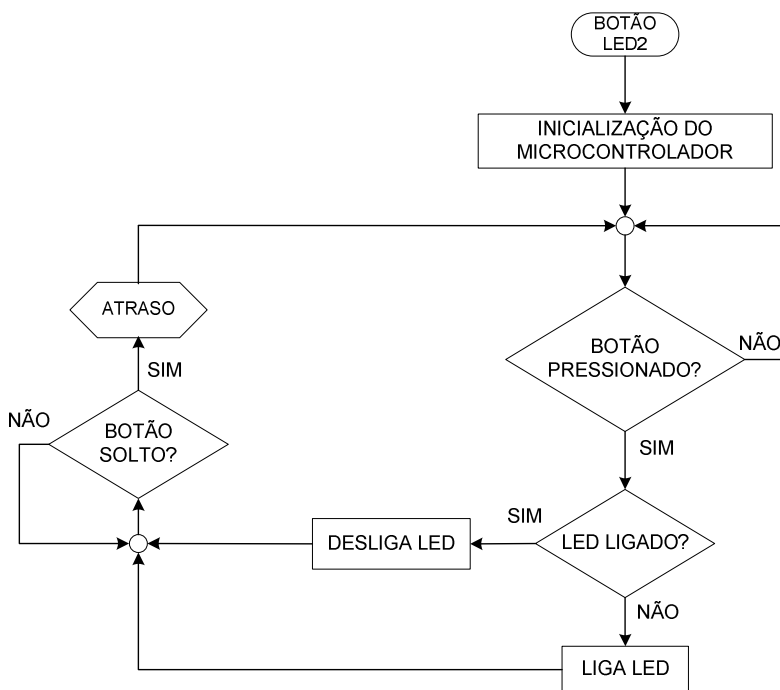 BOTÃO
LED2
INICIALIZAÇÃO DO
MICROCONTROLADOR
ATRASO
SIM
BOTÃO
PRESSIONADO?
NÃO
NÃO
BOTÃO
SOLTO?
SIM
SIM
DESLIGA LED
LED LIGADO?
NÃO
LIGA LED